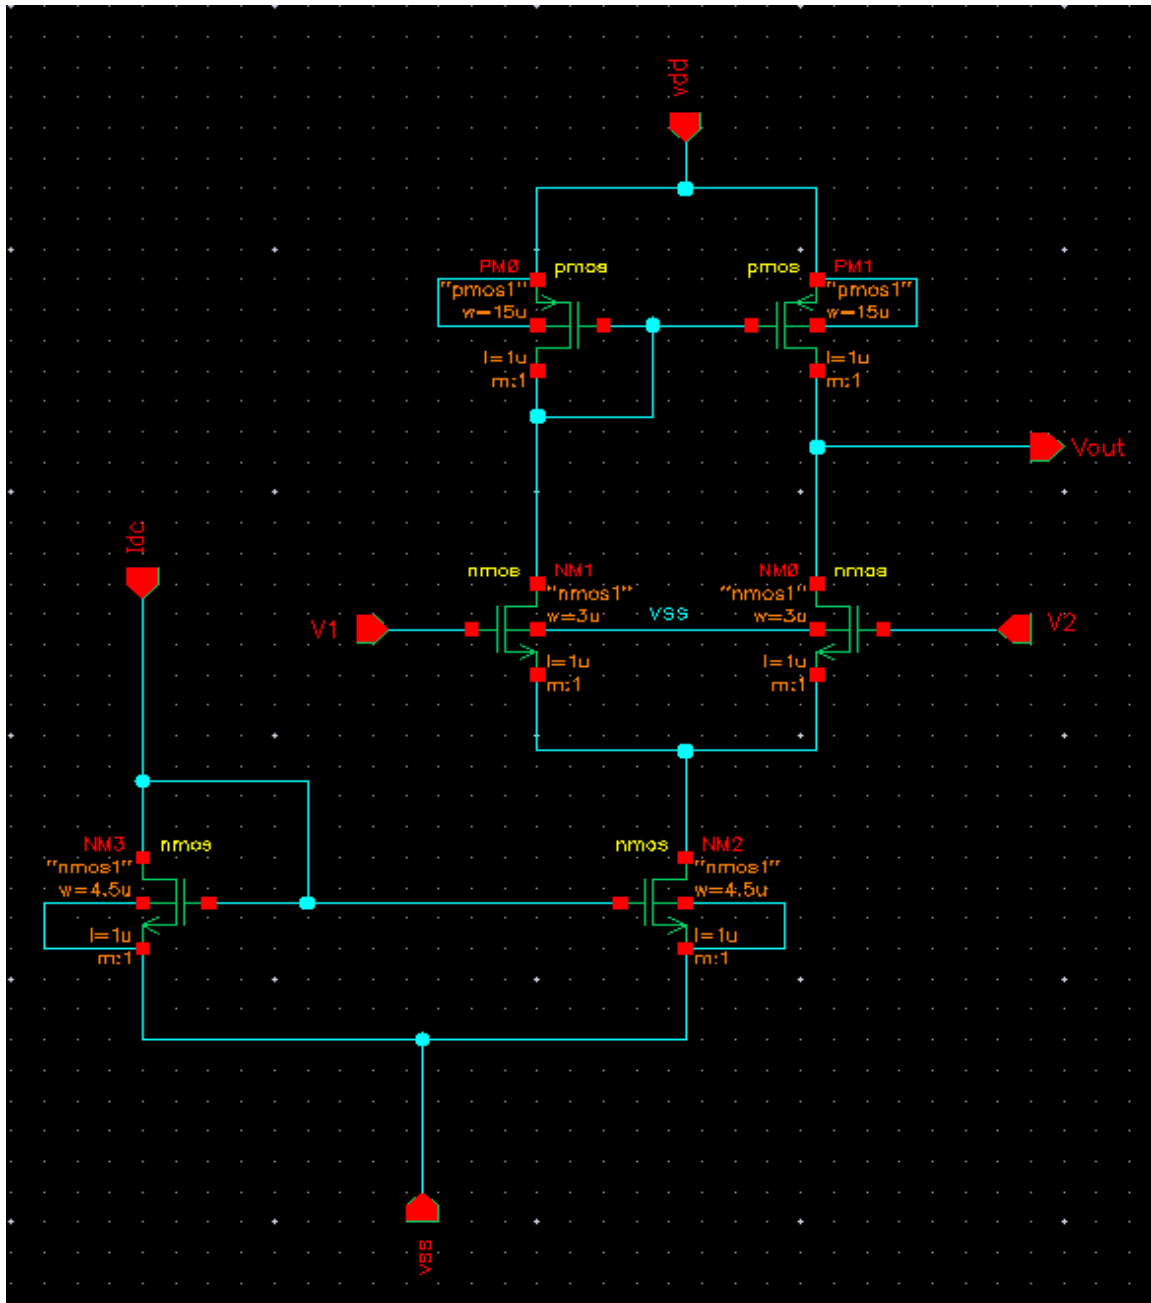 vdd
PM0 pmos
"pmos1"
w=15u
l=1u
m:1
pmos PM1
"pmos1"
w=15u
l=1u
m:1
Vout
Idc
nmos NM1
"nmos1"
w=3u
l=1u
m:1
V1
vss
NM0 nmos
"nmos1"
w=3u
l=1u
m:1
V2
NM3 nmos
"nmos1"
w=4.5u
l=1u
m:1
nmos NM2
"nmos1"
w=4.5u
l=1u
m:1
vss